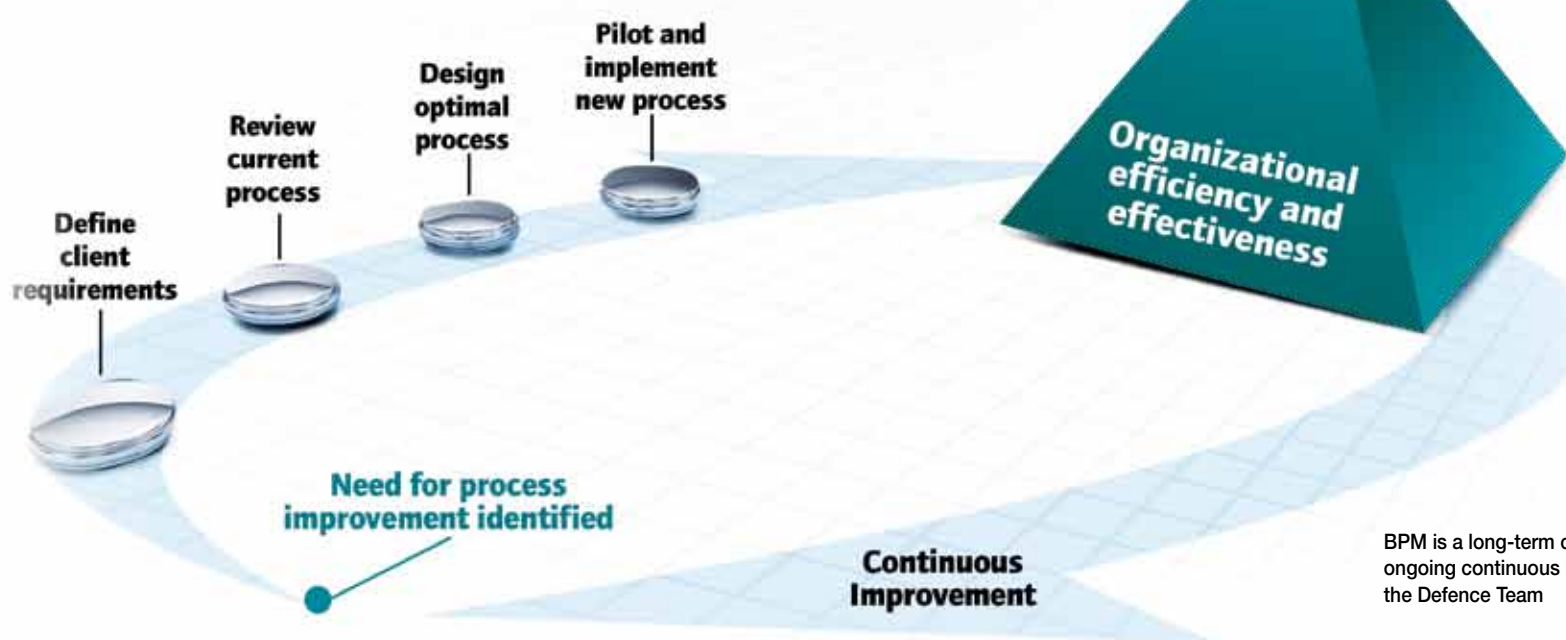 Pilot and
implement
new process
Design
optimal
process
Review
current
process
Define
client
requirements
Organizational
efficiency and
effectiveness
Need for process
improvement identified
Continuous
Improvement
BPM is a long-term
ongoing continuous
the Defence Team